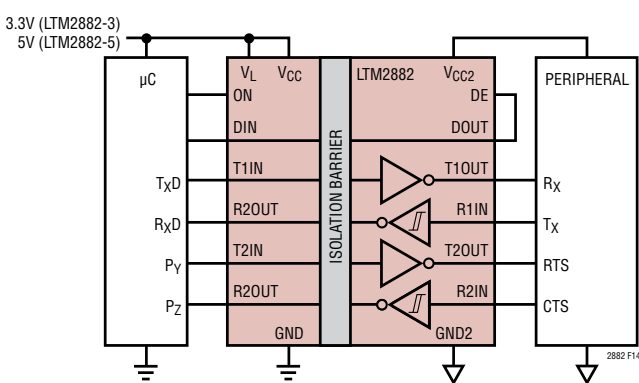 3.3V (LTM2882-3)
5V (LTM2882-5)
µC
VL VCC
LTM2882
VCC2
PERIPHERAL
ON
DE
DIN
DOUT
ISOLATION BARRIER
TXD
T1IN
T1OUT
RX
RXD
R2OUT
R1IN
TX
PY
T2IN
T2OUT
RTS
PZ
R2OUT
R2IN
CTS
GND
GND2
2882 F14